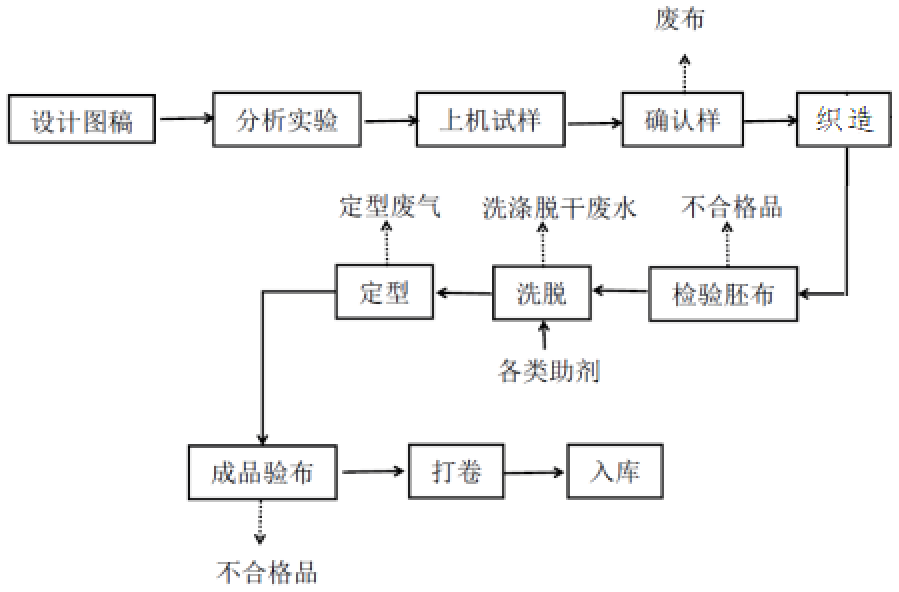 废布
设计图稿
分析实验
上机试样
确认样
织造
定型废气
洗涤脱干废水
不合格品
定型
洗脱
检验胚布
各类助剂
成品验布
打卷
入库
不合格品